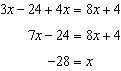 3x − 24 + 4x = 8x + 4
7x − 24 = 8x + 4
−28 = x